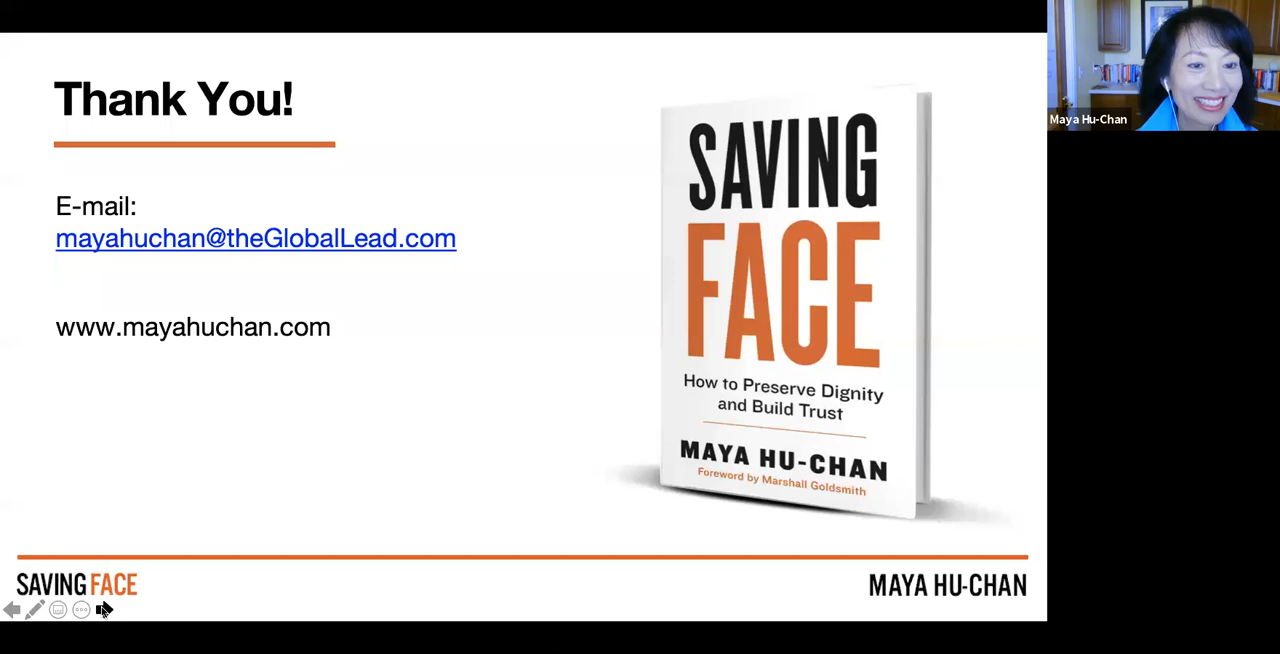 Thank You!
E-mail:
mayahuchan@theGlobalLead.com
www.mayahuchan.com
SAVING
FACE
How to Preserve Dignity
and Build Trust
MAYA HU-CHAN
Foreword by Marshall Goldsmith
SAVING FACE
MAYA HU-CHAN
Maya Hu-Chan